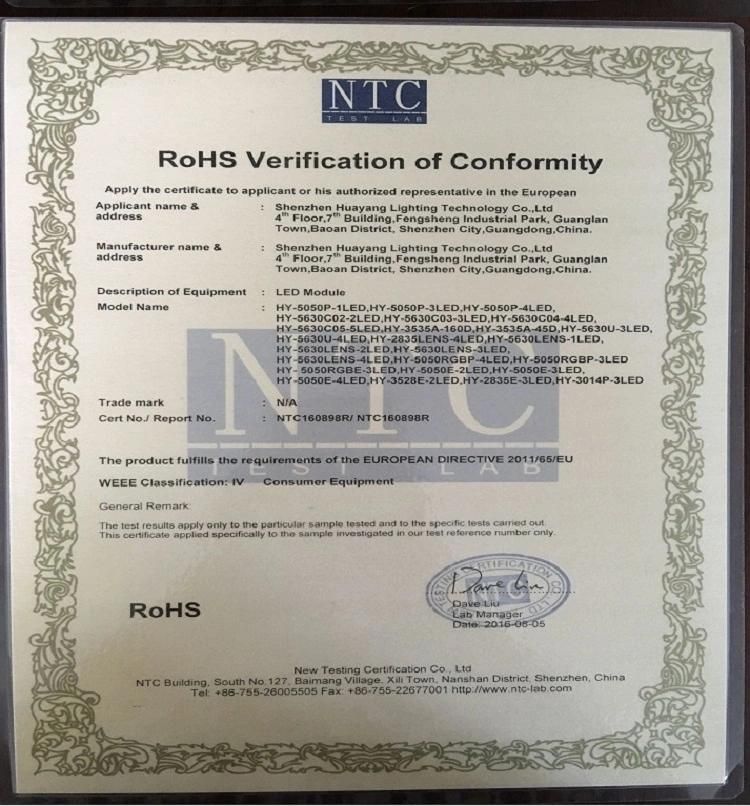 NTC
TEST LAB
RoHS Verification of Conformity
Apply the certificate to applicant or his authorized representative in the European
Applicant name & address : Shenzhen Huayang Lighting Technology Co.,Ltd
4th Floor,7th Building,Fengsheng Industrial Park, Guanglan
Town,Baoan District, Shenzhen City,Guangdong,China.
Manufacturer name & address : Shenzhen Huayang Lighting Technology Co.,Ltd
4th Floor,7th Building,Fengsheng Industrial Park, Guanglan
Town,Baoan District, Shenzhen City,Guangdong,China.
Description of Equipment : LED Module
Model Name : HY-5050P-1LED,HY-5050P-3LED,HY-5050P-4LED,
HY-5630C02-2LED,HY-5630C03-3LED,HY-5630C04-4LED,
HY-5630C05-5LED,HY-3535A-160D,HY-3535A-45D,HY-5630U-3LED,
HY-5630U-4LED,HY-2835LENS-4LED,HY-5630LENS-1LED,
HY-5630LENS-2LED,HY-5630LENS-3LED,
HY-5630LENS-4LED,HY-5050RGBP-4LED,HY-5050RGBP-3LED
HY- 5050RGBE-3LED,HY-5050E-2LED,HY-5050E-3LED,
HY-5050E-4LED,HY-3528E-2LED,HY-2835E-3LED,HY-3014P-3LED
Trade mark : N/A
Cert No./ Report No. : NTC160898R/ NTC160898R
NTC
TEST LAB
The product fulfills the requirements of the EUROPEAN DIRECTIVE 2011/65/EU
WEEE Classification: IV Consumer Equipment
General Remark:
The test results apply only to the particular sample tested and to the specific tests carried out.
This certificate applied specifically to the sample investigated in our test reference number only.
RoHS
Dave Liu
Dave Liu
Lab Manager
Date: 2016-08-05
New Testing Certification Co., Ltd
NTC Building, South No.127, Baimang Village, Xili Town, Nanshan District, Shenzhen, China
Tel: +86-755-26005505 Fax: +86-755-22677001 http://www.ntc-lab.com